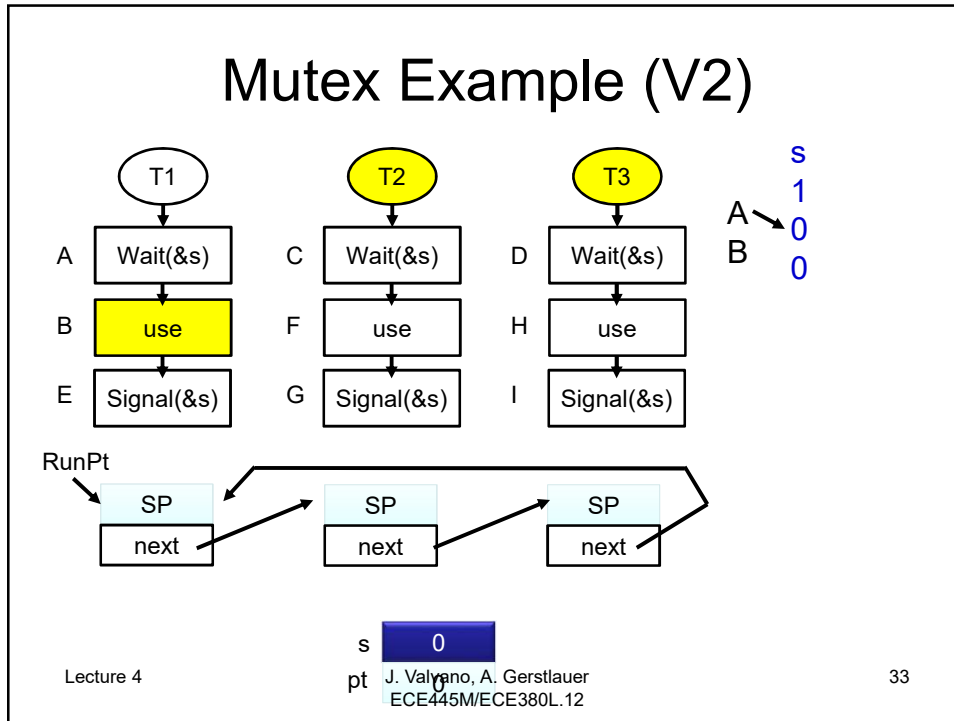 Mutex Example (V2)
T1
T2
T3
A
Wait(&s)
C
Wait(&s)
D
Wait(&s)
B
use
F
use
H
use
E
Signal(&s)
G
Signal(&s)
I
Signal(&s)
s
1
A
0
B
0
RunPt
SP
SP
SP
next
next
next
s
0
pt
0
Lecture 4
J. Valvano, A. Gerstlauer
ECE445M/ECE380L.12
33